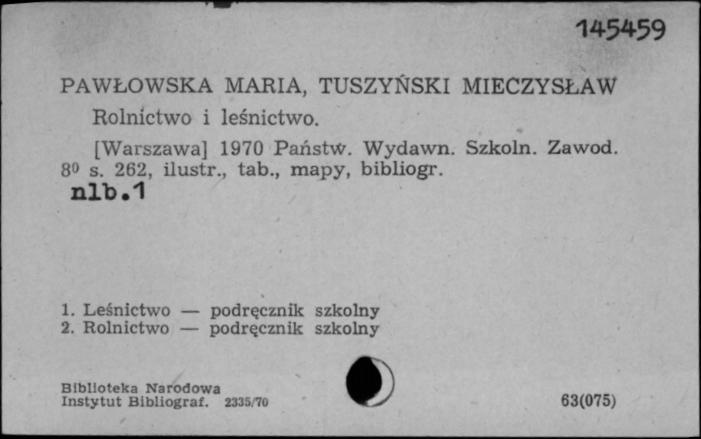 145459
PAWŁOWSKA MARIA, TUSZYŃSKI MIECZYSŁAW
Rolnictwo i leśnictwo.
[Warszawa] 1970 Państw. Wydawn. Szkoln. Zawod.
8⁰ s. 262, ilustr., tab., mapy, bibliogr.
nlb.1
1. Leśnictwo — podręcznik szkolny
2. Rolnictwo — podręcznik szkolny
Biblioteka Narodowa
Instytut Bibliograf. 2335/70
63(075)